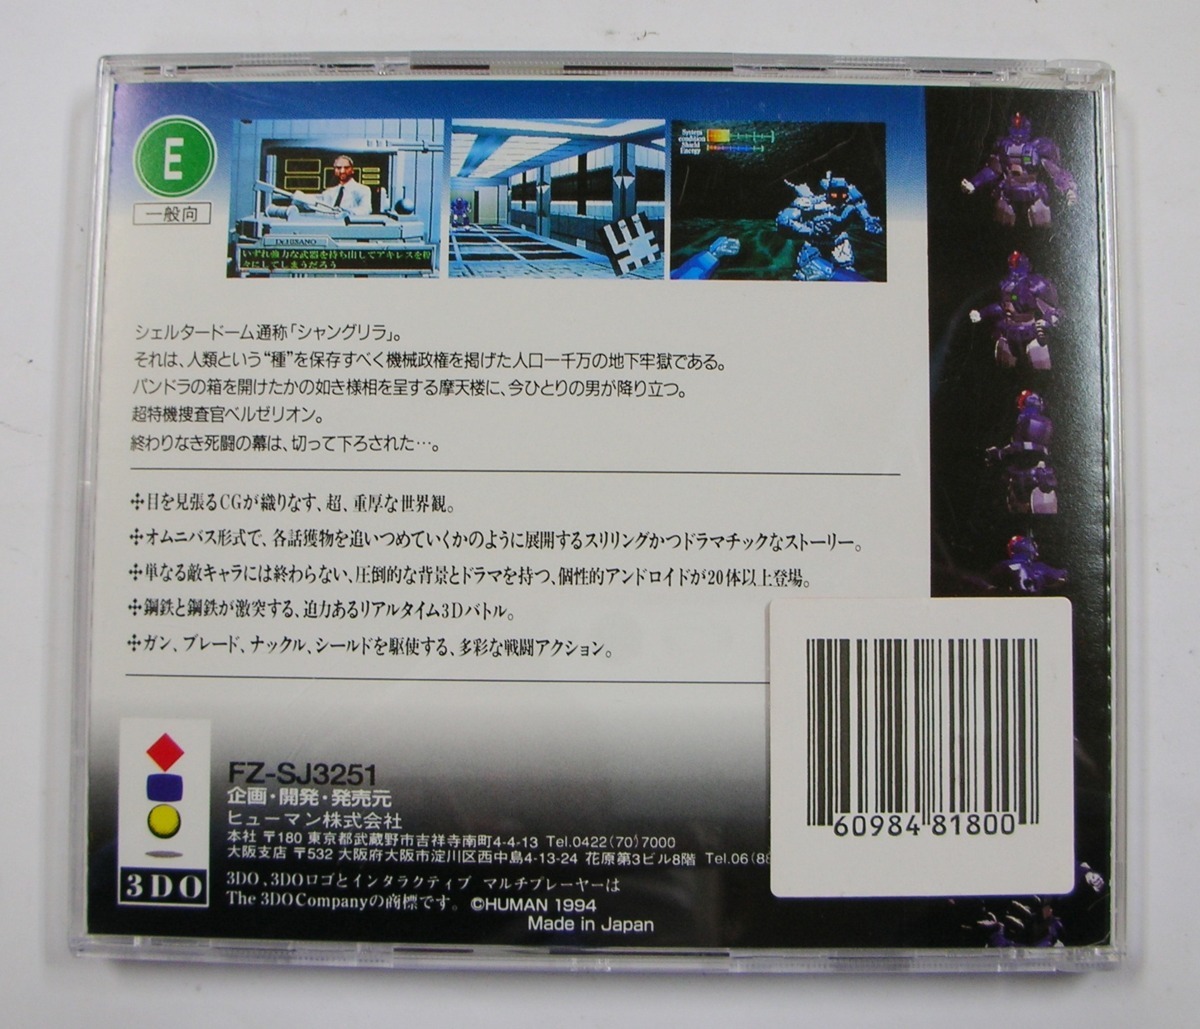 E
一般向
Dr.HISANO
いずれ強力な武器を持ち出してアキレスを粉々
にしてしまうだろう
System
condition
Shield
Energy
シェルタードーム通称「シャングリラ」。
それは、人類という“種”を保存すべく機械政権を掲げた人口一千万の地下牢獄である。
パンドラの箱を開けたかの如き様相を呈する摩天楼に、今ひとりの男が降り立つ。
超特機捜査官ベルゼリオン。
終わりなき死闘の幕は、切って下ろされた…。
✣目を見張るCGが織りなす、超、重厚な世界観。
✣オムニバス形式で、各話獲物を追いつめていくかのように展開するスリリングかつドラマチックなストーリー。
✣単なる敵キャラには終わらない、圧倒的な背景とドラマを持つ、個性的アンドロイドが20体以上登場。
✣鋼鉄と鋼鉄が激突する、迫力あるリアルタイム3Dバトル。
✣ガン、ブレード、ナックル、シールドを駆使する、多彩な戦闘アクション。
FZ-SJ3251
企画・開発・発売元
ヒューマン株式会社
本社 〒180 東京都武蔵野市吉祥寺南町4-4-13 Tel.0422(70)7000
大阪支店 〒532 大阪府大阪市淀川区西中島4-13-24 花原第3ビル8階 Tel.06(88
3DO、3DOロゴとインタラクティブ マルチプレーヤーは
The 3DO Companyの商標です。 ©HUMAN 1994
Made in Japan
3DO
60984 81800